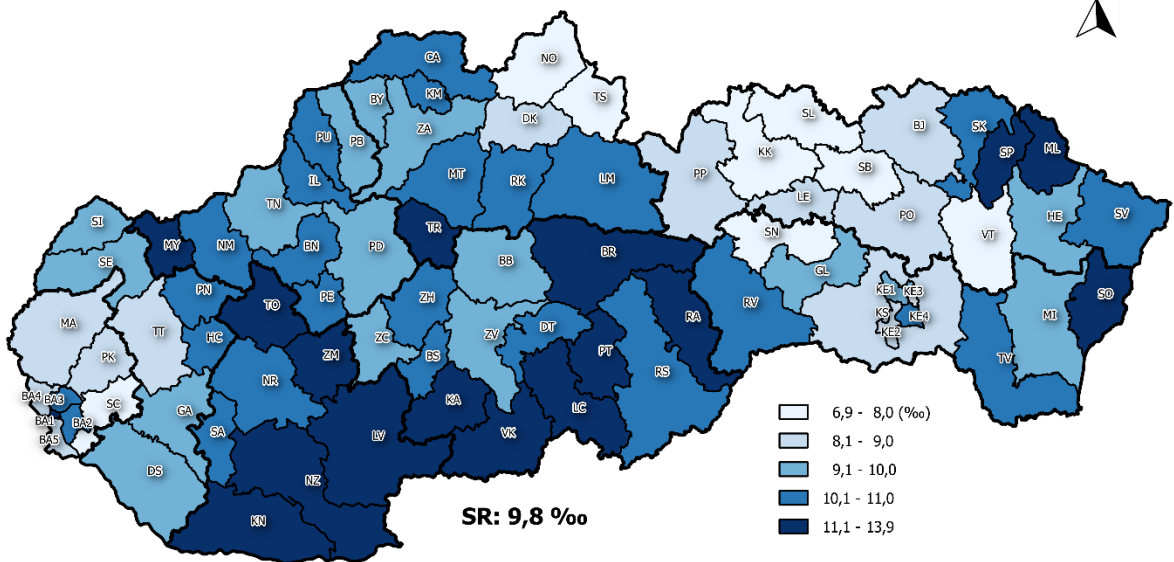 NO
CA
TS
KM
BY
SL
DK
BJ
SK
ZA
PU
PB
ML
SP
KK
SB
MT
PP
IL
RK
LM
LE
TN
PO
HE
SV
SI
TR
SN
VT
MY
NM
BN
PD
BR
SE
BB
GL
PN
PE
ZH
RV
KE1
KE3
SO
TO
RA
KS
KE4
MI
MA
TT
HC
ZC
ZV
DT
KE2
PK
ZM
BS
PT
TV
NR
RS
BA4
BA3
SC
KA
LC
GA
BA1
BA2
SA
LV
VK
BA5
DS
NZ
KN
SR: 9,8 ‰
6,9 - 8,0 (‰)
8,1 - 9,0
9,1 - 10,0
10,1 - 11,0
11,1 - 13,9